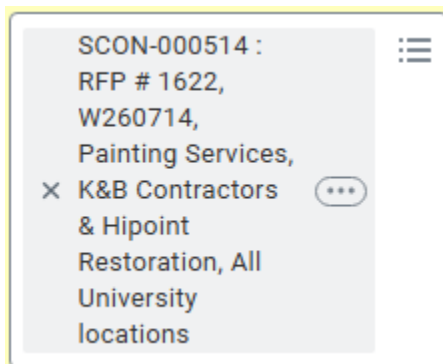 SCON-000514 :
RFP # 1622,
W260714,
Painting Services,
K&B Contractors
& Hipoint
Restoration, All
University
locations